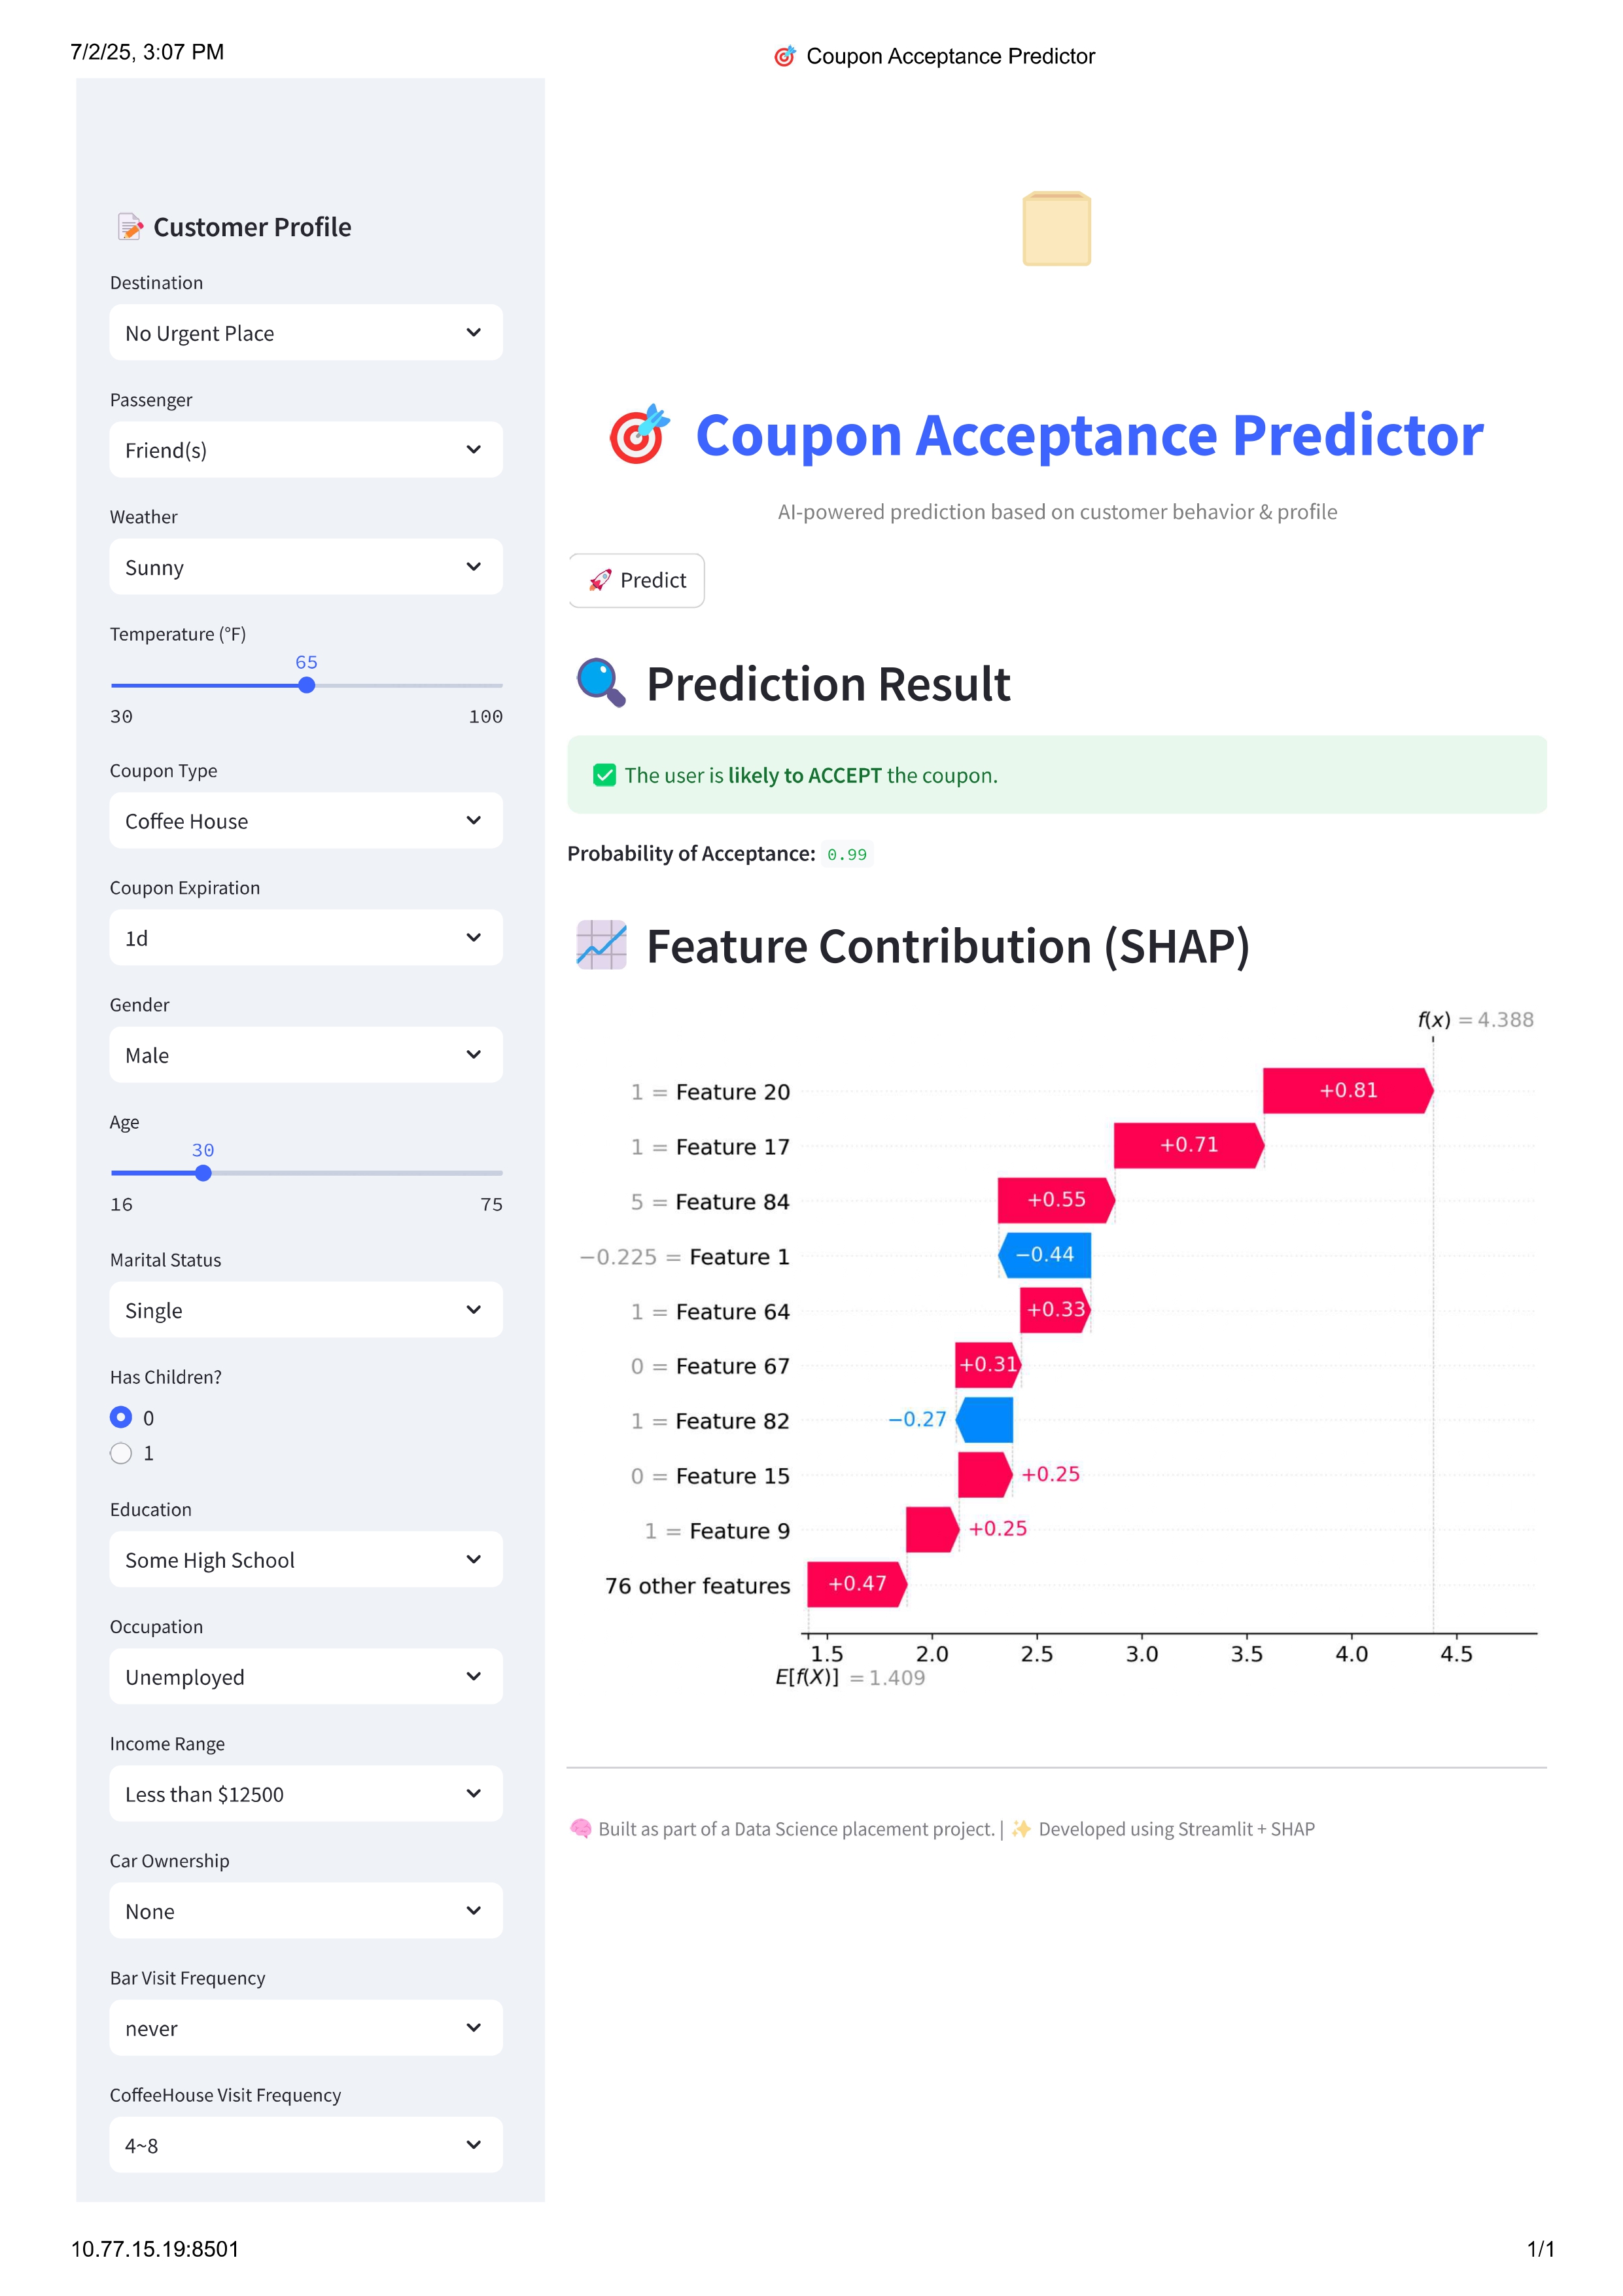 7/2/25, 3:07 PM
🎯 Coupon Acceptance Predictor
📝 Customer Profile
Destination
No Urgent Place
Passenger
Friend(s)
Weather
Sunny
Temperature (°F)
65
30 100
Coupon Type
Coffee House
Coupon Expiration
1d
Gender
Male
Age
30
16 75
Marital Status
Single
Has Children?
0
1
Education
Some High School
Occupation
Unemployed
Income Range
Less than $12500
Car Ownership
None
Bar Visit Frequency
never
CoffeeHouse Visit Frequency
4~8
🎯 Coupon Acceptance Predictor
AI-powered prediction based on customer behavior & profile
🚀 Predict
🔍 Prediction Result
✅ The user is likely to ACCEPT the coupon.
Probability of Acceptance: 0.99
📈 Feature Contribution (SHAP)
f(x) = 4.388
1 = Feature 20 +0.81
1 = Feature 17 +0.71
5 = Feature 84 +0.55
−0.225 = Feature 1 −0.44
1 = Feature 64 +0.33
0 = Feature 67 +0.31
1 = Feature 82 −0.27
0 = Feature 15 +0.25
1 = Feature 9 +0.25
76 other features +0.47
1.5 2.0 2.5 3.0 3.5 4.0 4.5
E[f(X)] = 1.409
🧠 Built as part of a Data Science placement project. | ✨ Developed using Streamlit + SHAP
10.77.15.19:8501
1/1